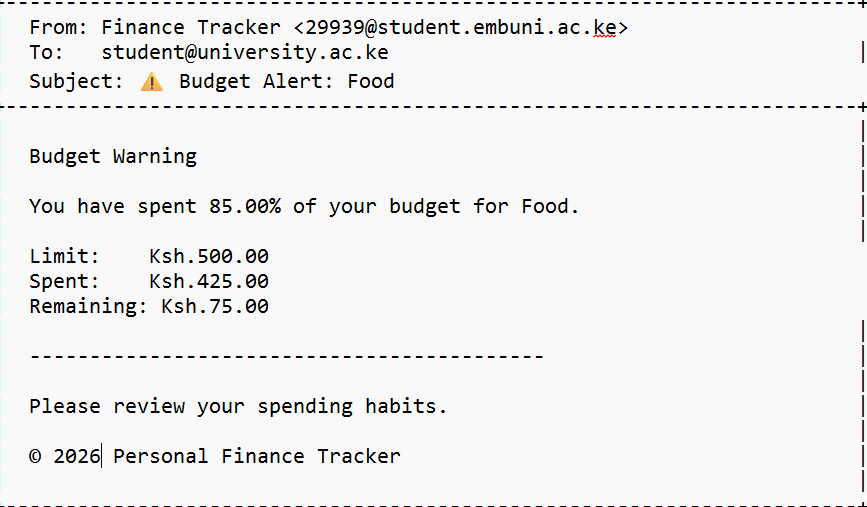 From: Finance Tracker <29939@student.embuni.ac.ke>
To:   student@university.ac.ke
Subject: ⚠️ Budget Alert: Food
Budget Warning
You have spent 85.00% of your budget for Food.
Limit:    Ksh.500.00
Spent:    Ksh.425.00
Remaining: Ksh.75.00
-------------------------------------------
Please review your spending habits.
© 2026 Personal Finance Tracker